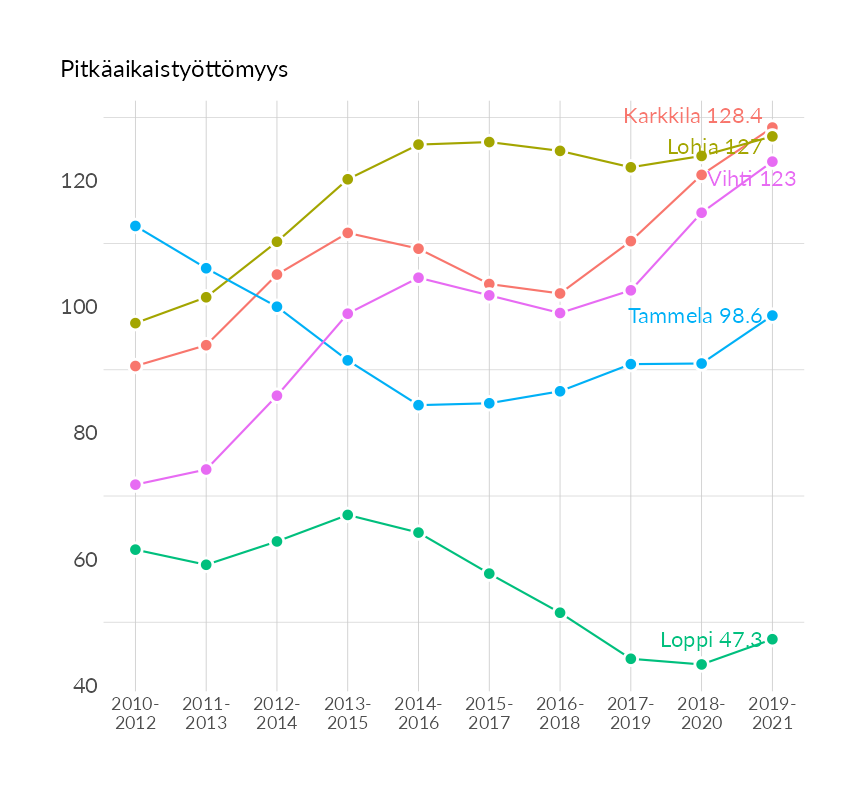 Pitkäaikaistyöttömyys
Karkkila 128.4
Lohja 127
120
Vihti 123
100
Tammela 98.6
80
60
Loppi 47.3
40
2010- 2011- 2012- 2013- 2014- 2015- 2016- 2017- 2018- 2019-
2012 2013 2014 2015 2016 2017 2018 2019 2020 2021